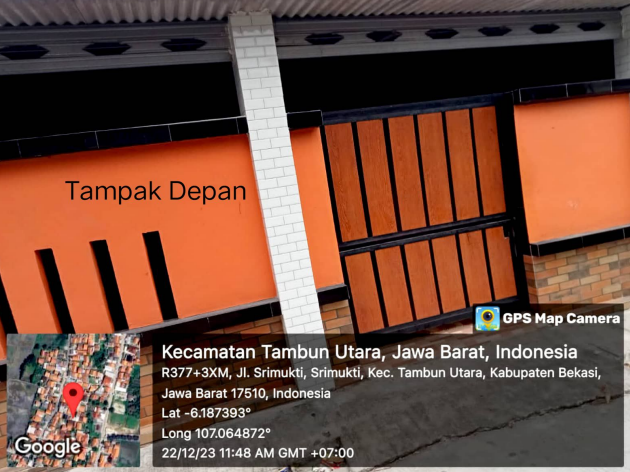 Tampak Depan
GPS Map Camera
Kecamatan Tambun Utara, Jawa Barat, Indonesia
R377+3XM, Jl. Srimukti, Srimukti, Kec. Tambun Utara, Kabupaten Bekasi,
Jawa Barat 17510, Indonesia
Lat -6.187393°
Long 107.064872°
22/12/23 11:48 AM GMT +07:00
Google